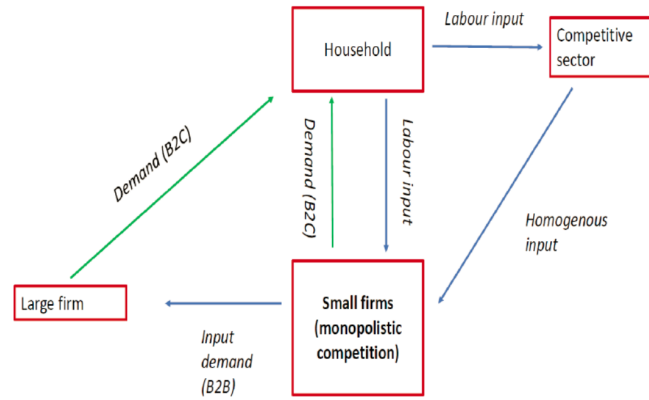 Labour input
Household
Competitive
sector
Demand (B2C)
Demand (B2C)
Labour input
Homogenous
input
Large firm
Small firms
(monopolistic
competition)
Input
demand
(B2B)